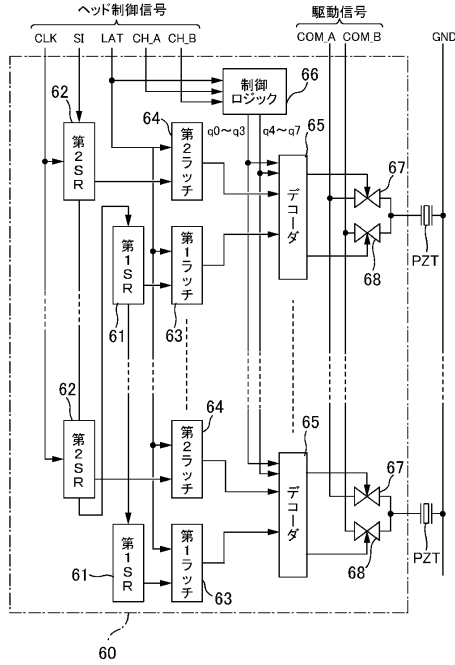 ヘッド制御信号
駆動信号
CLK SI LAT CH_A CH_B
COM_A COM_B
GND
制御ロジック
66
62
64
q0～q3
q4～q7
65
第2SR
第2ラッチ
デコーダ
67
68
PZT
第1SR
第1ラッチ
61
63
62
64
65
第2SR
第2ラッチ
デコーダ
67
68
PZT
第1SR
第1ラッチ
61
63
60